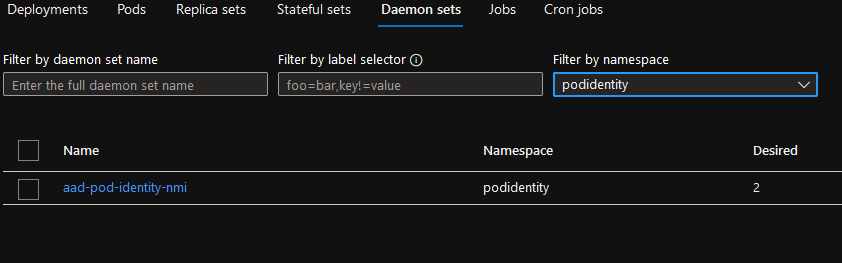 Deployments Pods Replica sets Stateful sets Daemon sets Jobs Cron jobs
Filter by daemon set name Filter by label selector Filter by namespace
Enter the full daemon set name foo=bar,key!=value podidentity
Name Namespace Desired
aad-pod-identity-nmi podidentity 2